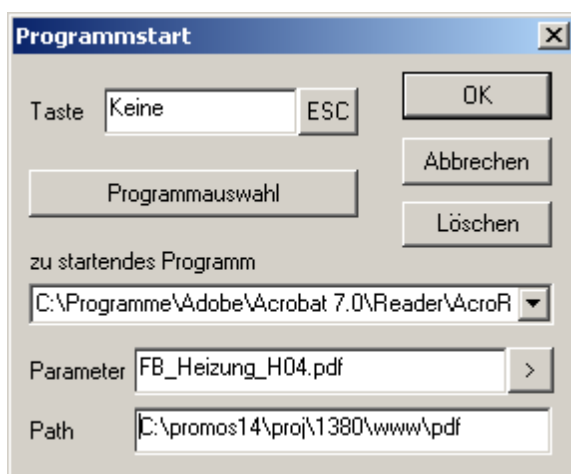 Programmstart
Taste Keine ESC OK
Programmauswahl Abbrechen
Löschen
zu startendes Programm
C:\Programme\Adobe\Acrobat 7.0\Reader\AcroR
Parameter FB_Heizung_H04.pdf >
Path C:\promos14\proj\1380\www\pdf